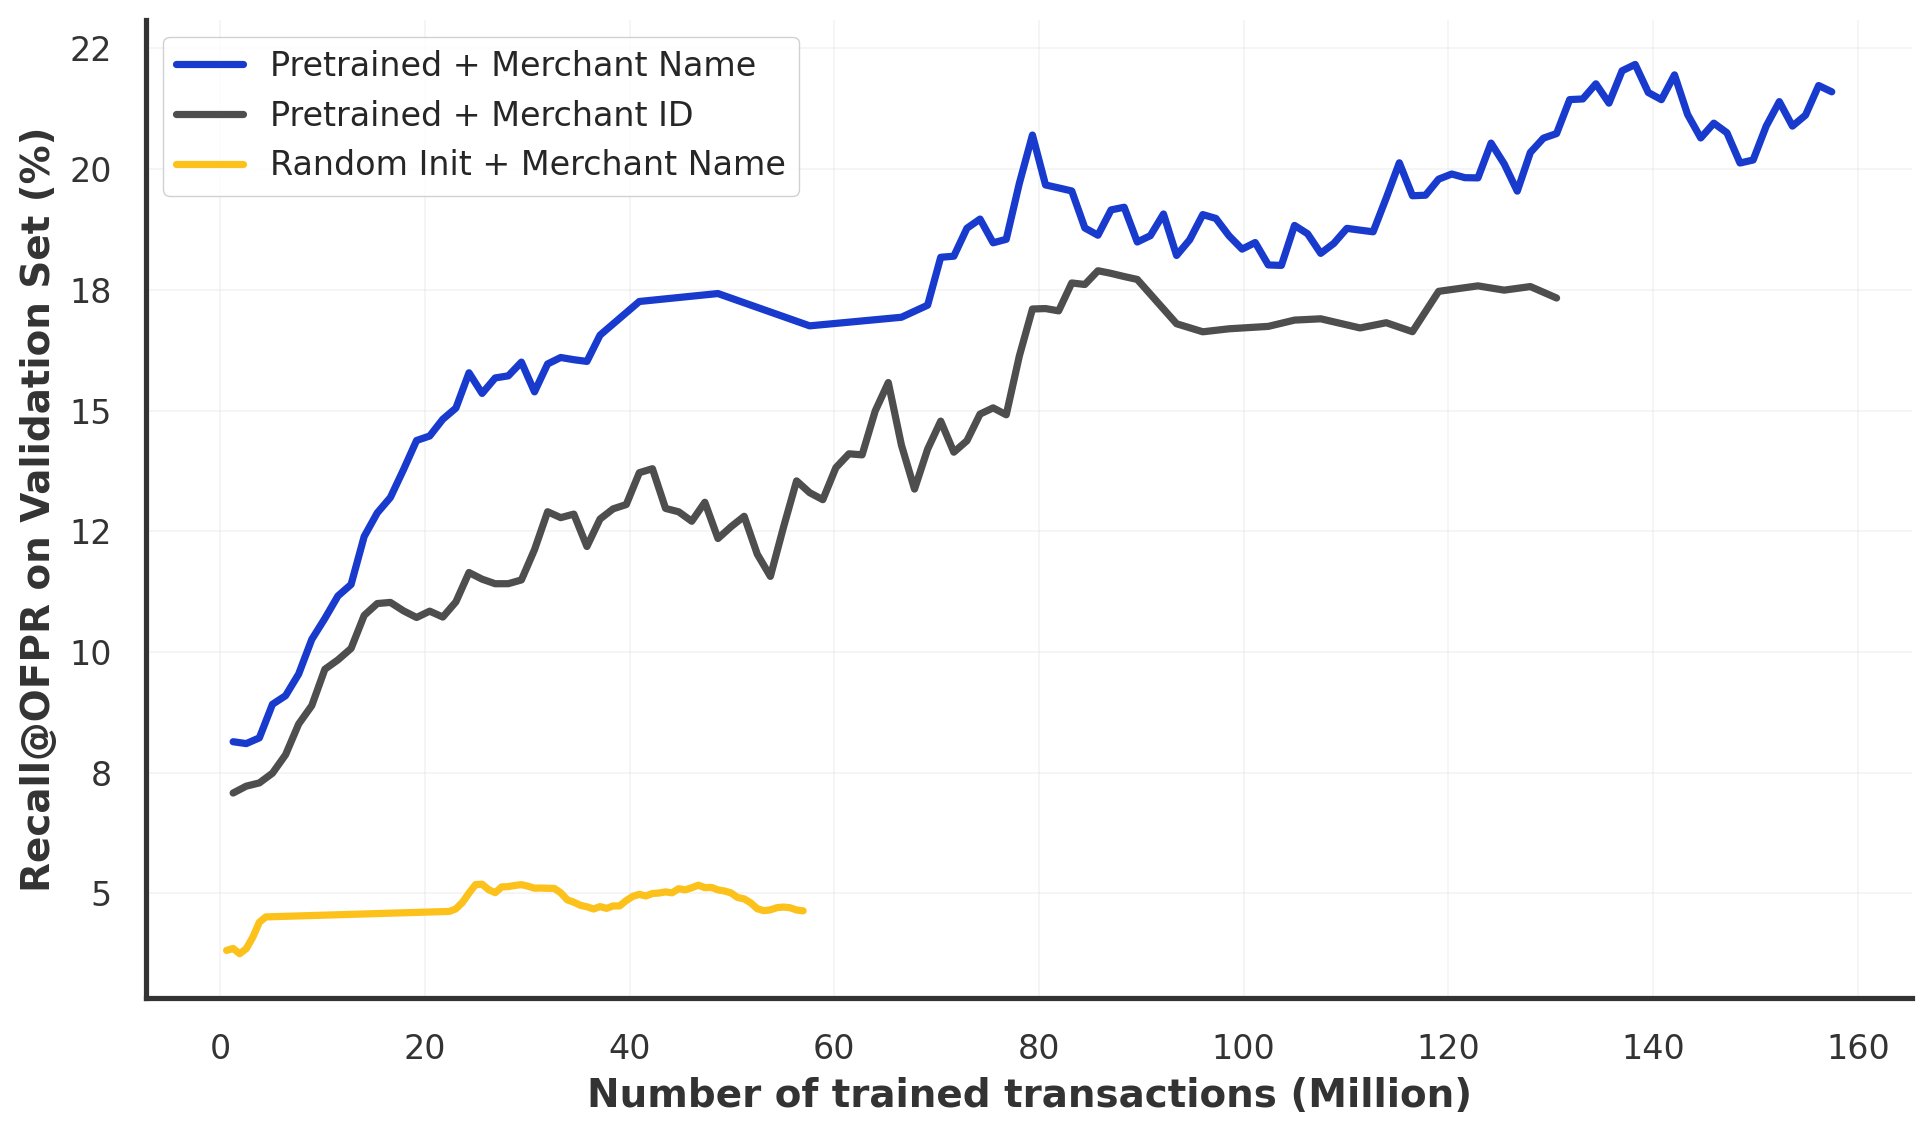 Pretrained + Merchant Name
Pretrained + Merchant ID
Random Init + Merchant Name
Recall@OFPR on Validation Set (%)
22
20
18
15
12
10
8
5
0 20 40 60 80 100 120 140 160
Number of trained transactions (Million)